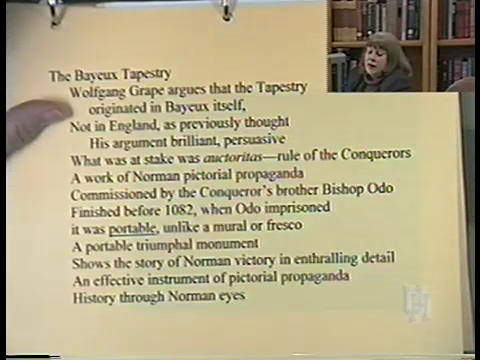 The Bayeux Tapestry
Wolfgang Grape argues that the Tapestry
originated in Bayeux itself,
Not in England, as previously thought
His argument brilliant, persuasive
What was at stake was auctoritas—rule of the Conquerors
A work of Norman pictorial propaganda
Commissioned by the Conqueror's brother Bishop Odo
Finished before 1082, when Odo imprisoned
it was portable, unlike a mural or fresco
A portable triumphal monument
Shows the story of Norman victory in enthralling detail
An effective instrument of pictorial propaganda
History through Norman eyes